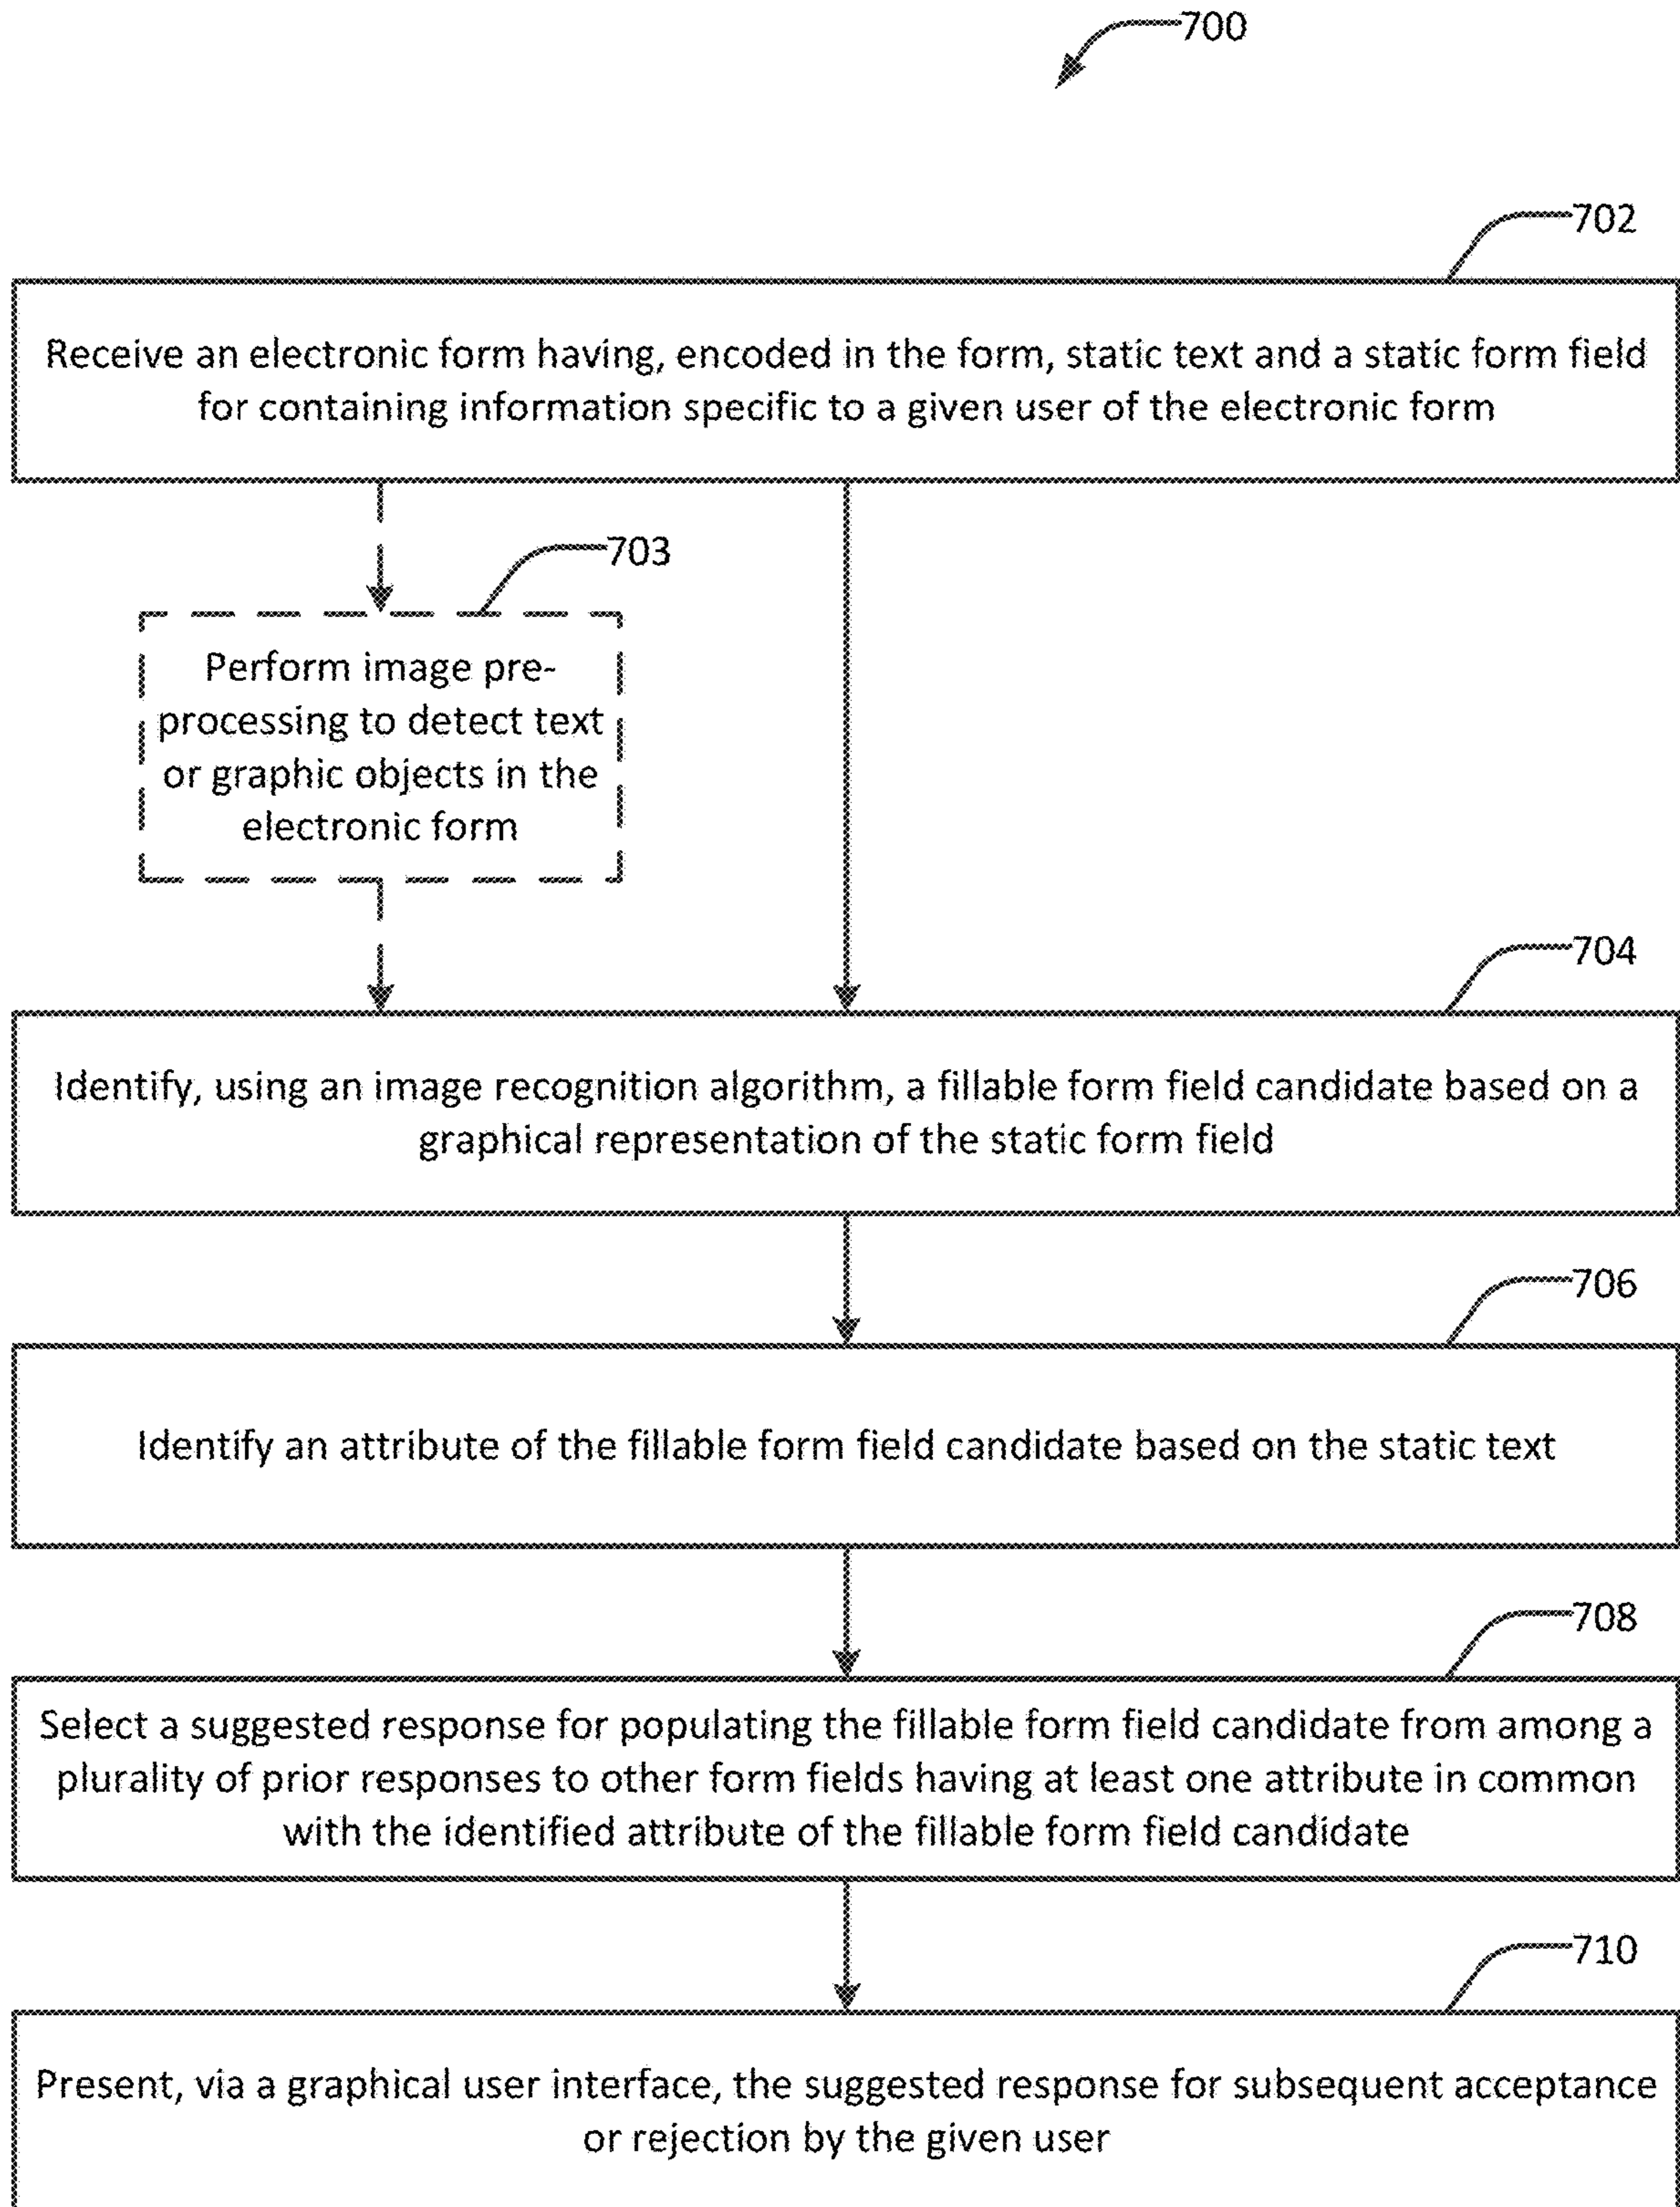 700
702
Receive an electronic form having, encoded in the form, static text and a static form field
for containing information specific to a given user of the electronic form
703
Perform image pre-
processing to detect text
or graphic objects in the
electronic form
704
Identify, using an image recognition algorithm, a fillable form field candidate based on a
graphical representation of the static form field
706
Identify an attribute of the fillable form field candidate based on the static text
708
Select a suggested response for populating the fillable form field candidate from among a
plurality of prior responses to other form fields having at least one attribute in common
with the identified attribute of the fillable form field candidate
710
Present, via a graphical user interface, the suggested response for subsequent acceptance
or rejection by the given user